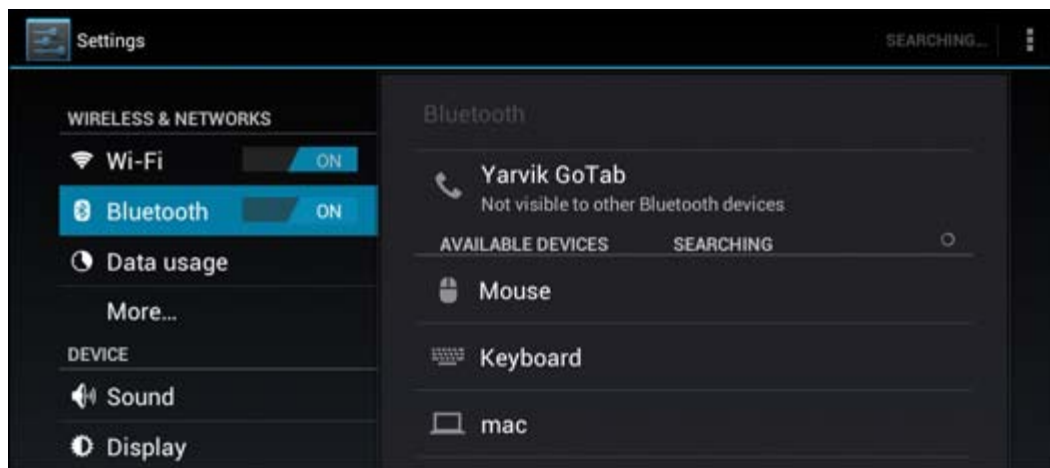 Settings
SEARCHING...
WIRELESS & NETWORKS
Wi-Fi ON
Bluetooth ON
Data usage
More...
DEVICE
Sound
Display
Bluetooth
Yarvik GoTab
Not visible to other Bluetooth devices
AVAILABLE DEVICES SEARCHING
Mouse
Keyboard
mac